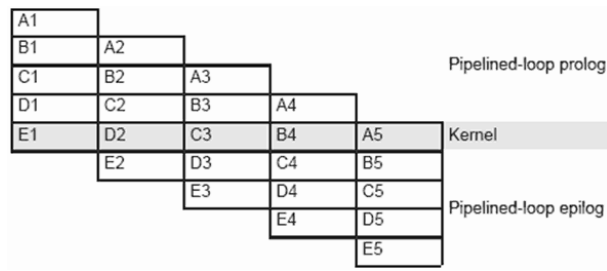 A1
B1 A2
Pipelined-loop prolog
C1 B2 A3
D1 C2 B3 A4
E1 D2 C3 B4 A5 Kernel
E2 D3 C4 B5
E3 D4 C5
Pipelined-loop epilog
E4 D5
E5